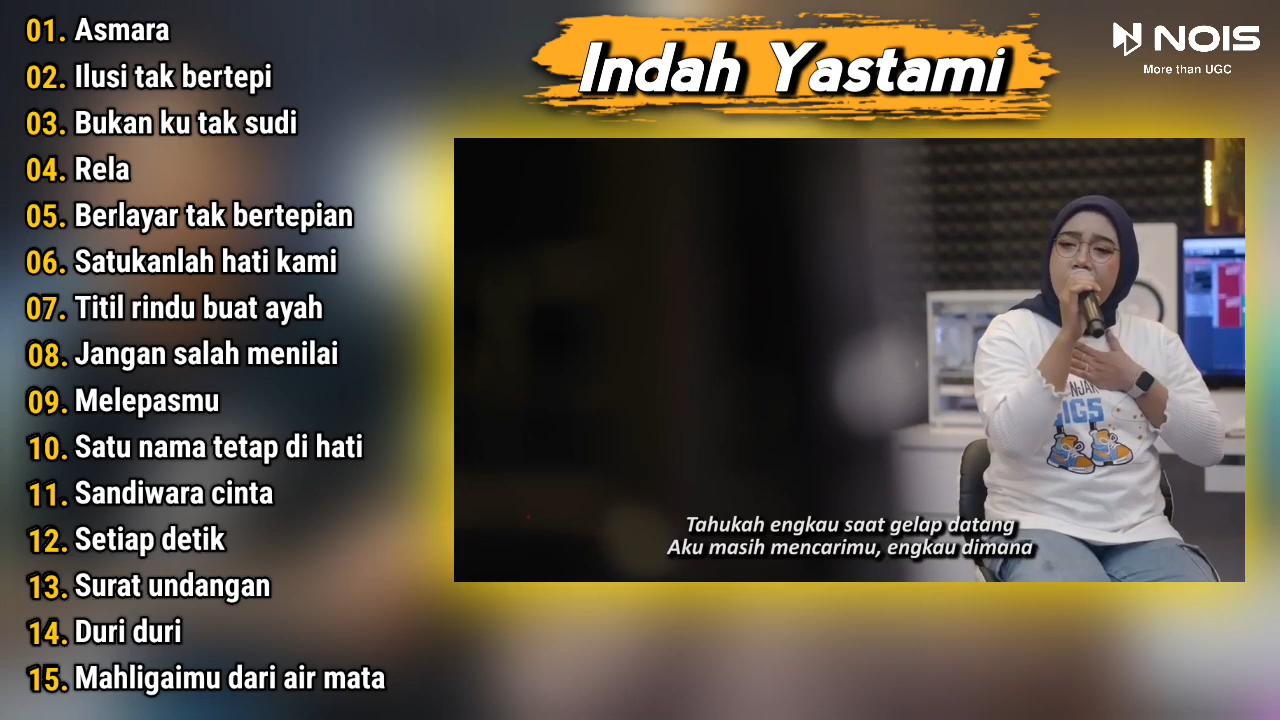 01. Asmara
02. Ilusi tak bertepi
03. Bukan ku tak sudi
04. Rela
05. Berlayar tak bertepian
06. Satukanlah hati kami
07. Titil rindu buat ayah
08. Jangan salah menilai
09. Melepasmu
10. Satu nama tetap di hati
11. Sandiwara cinta
12. Setiap detik
13. Surat undangan
14. Duri duri
15. Mahligaimu dari air mata
Indah Yastami
NOIS
More than UGC
Tahukah engkau saat gelap datang
Aku masih mencarimu, engkau dimana